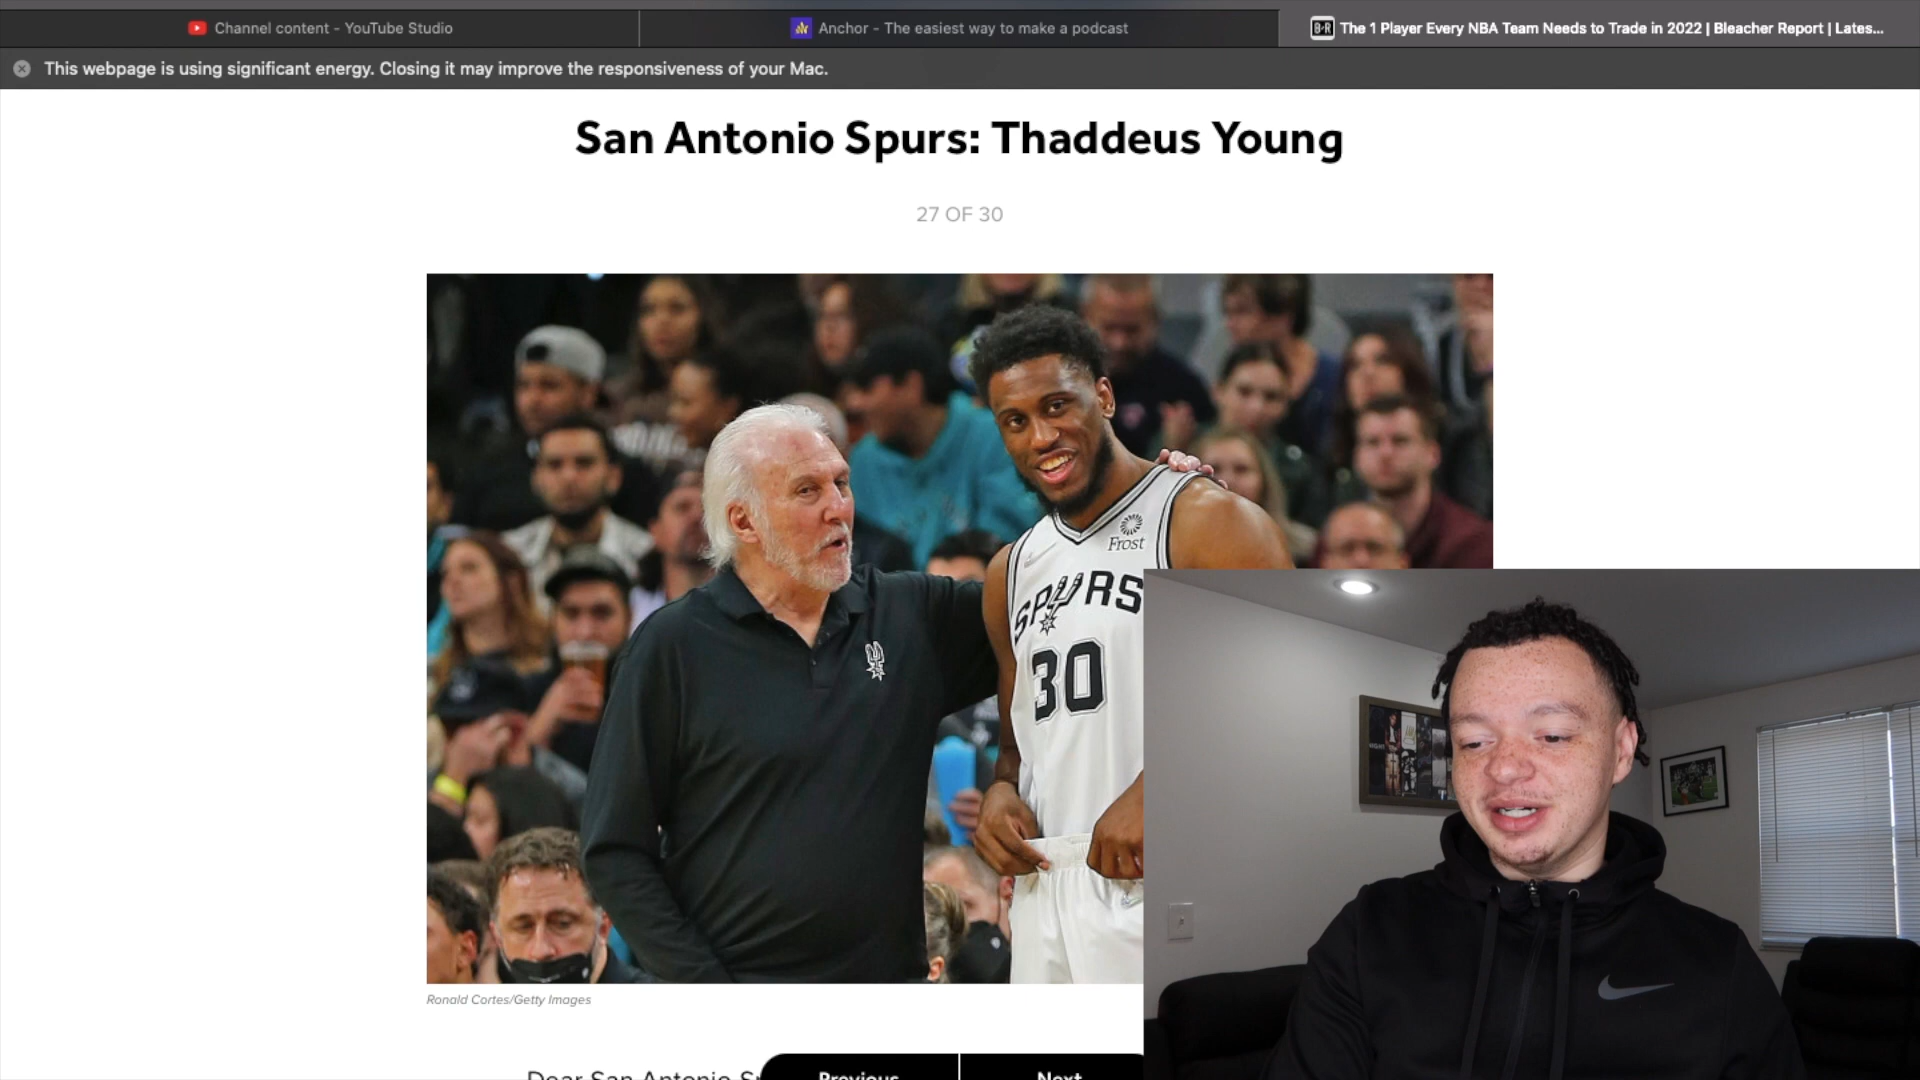 Channel content - YouTube Studio
Anchor - The easiest way to make a podcast
B·R The 1 Player Every NBA Team Needs to Trade in 2022 | Bleacher Report | Lates...
This webpage is using significant energy. Closing it may improve the responsiveness of your Mac.
San Antonio Spurs: Thaddeus Young
27 OF 30
Frost
SPURS
30
Ronald Cortes/Getty Images
Dear San Antonio
Previous
Next